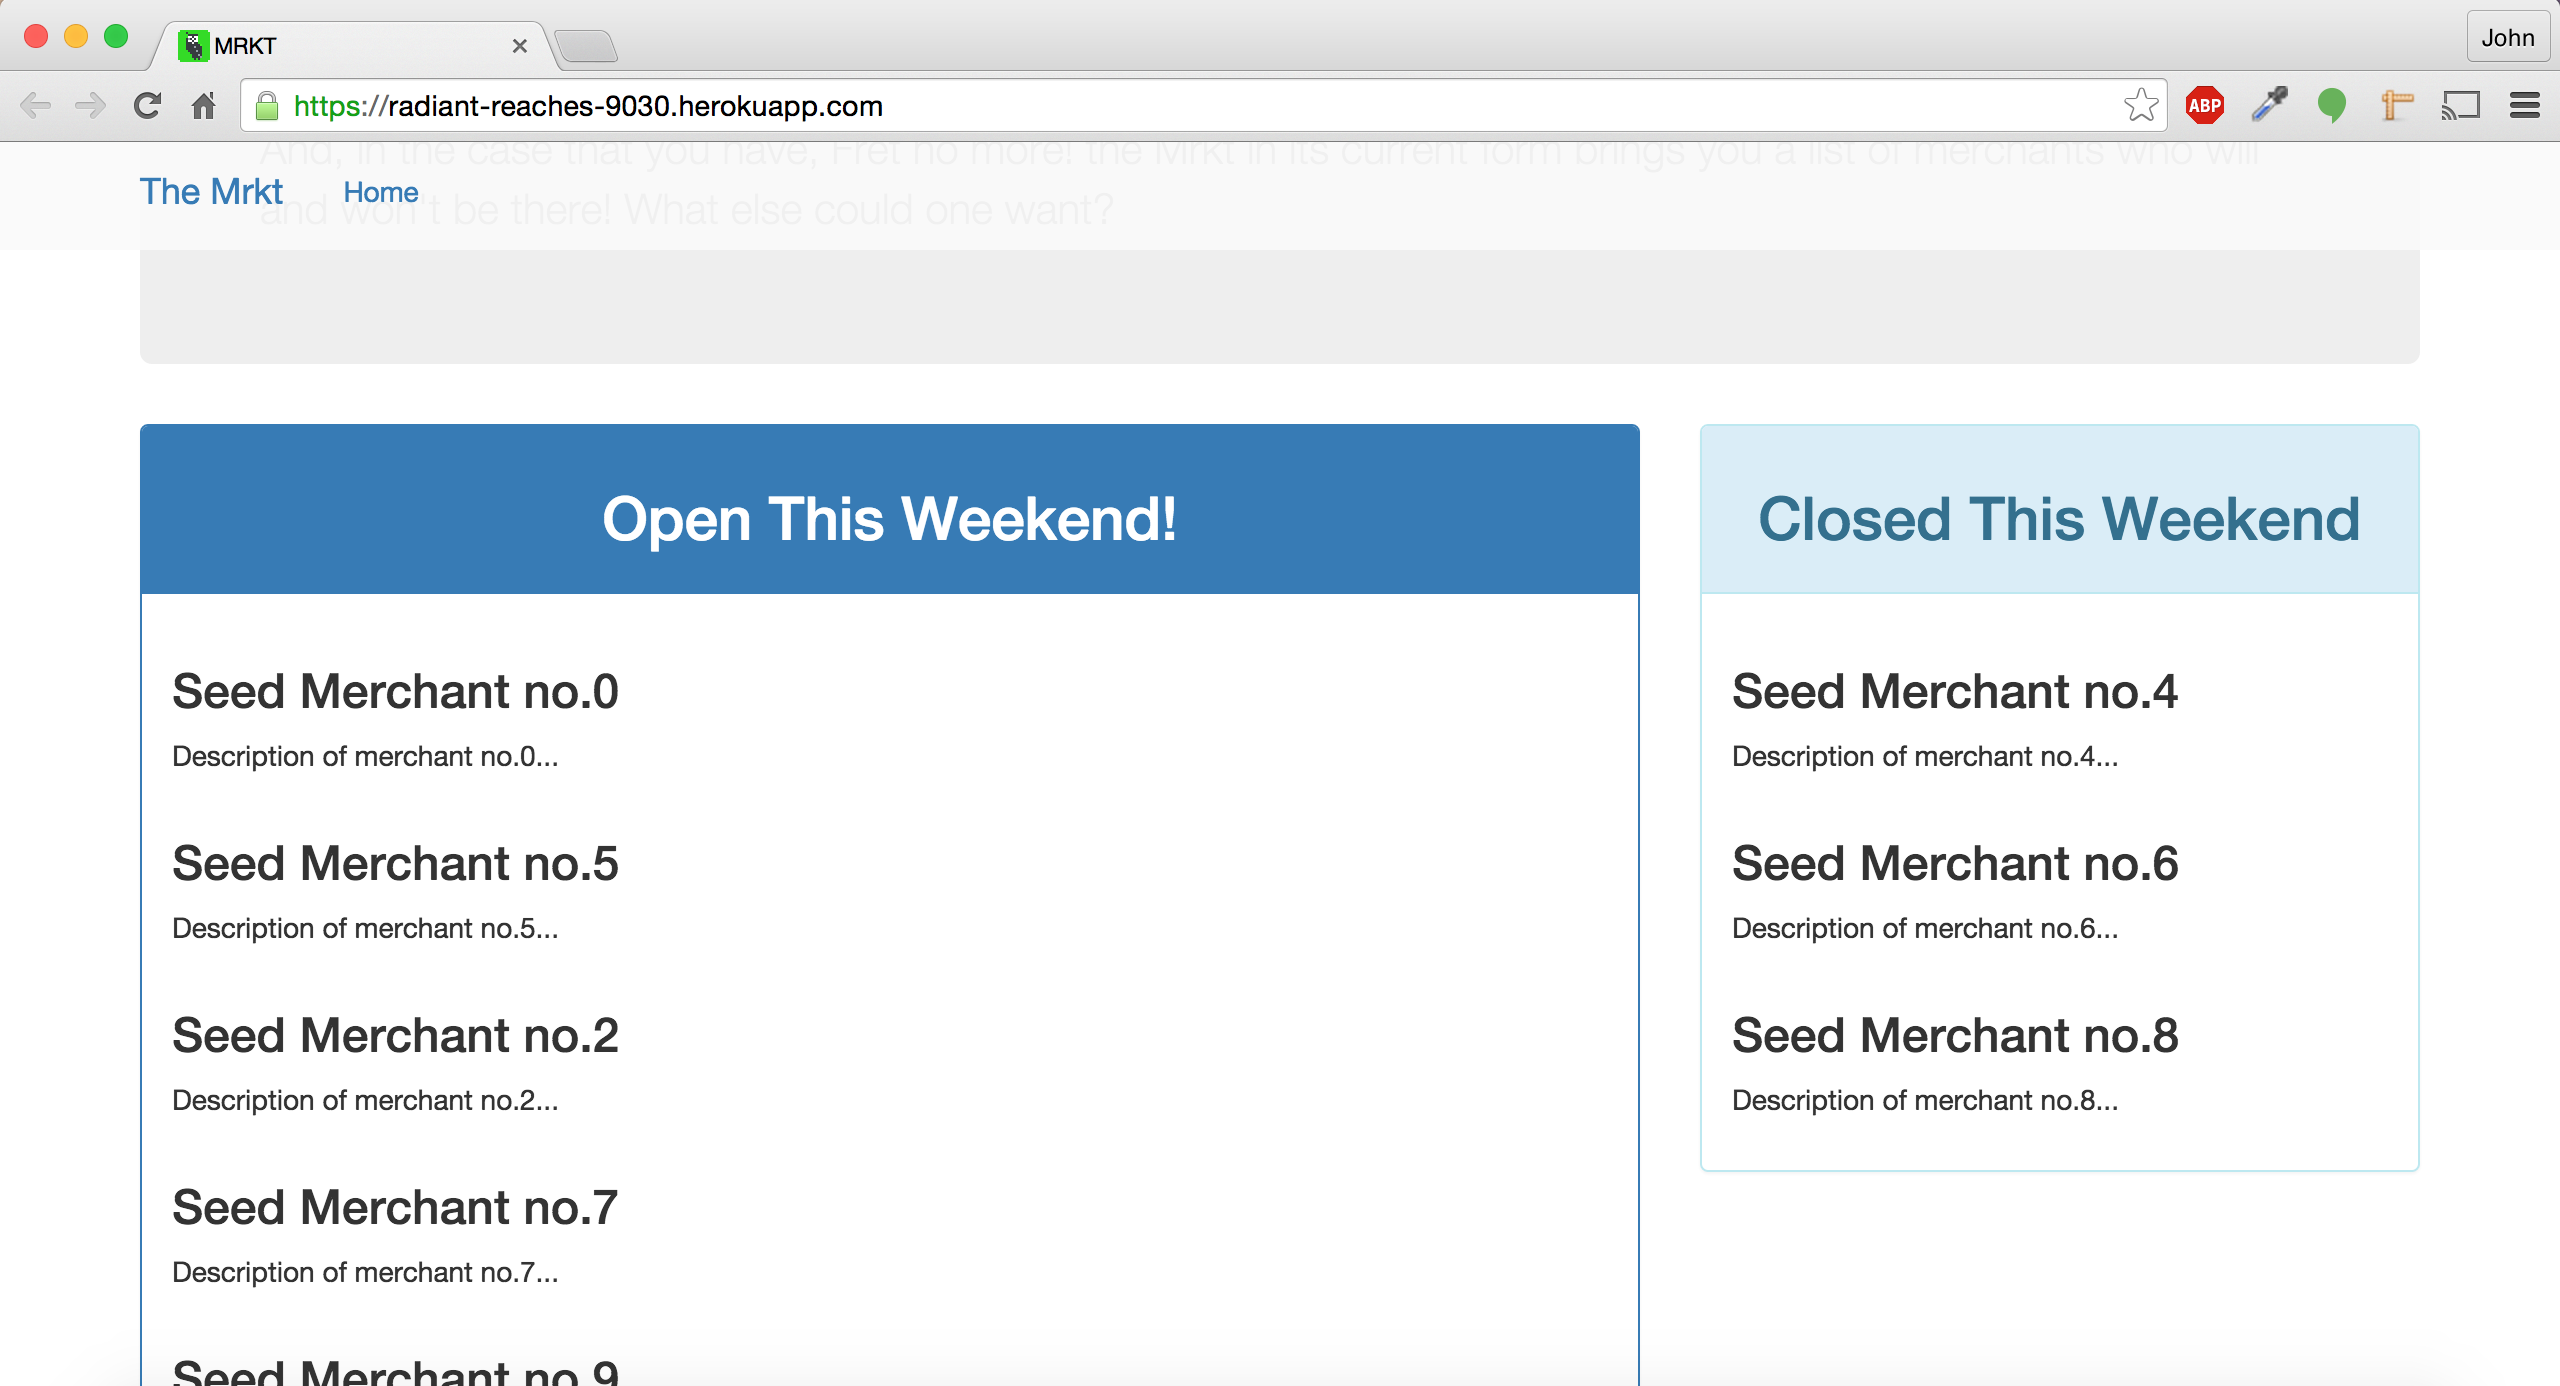 MRKT
John
https://radiant-reaches-9030.herokuapp.com
ABP
And, in the case that you have, Fret no more! the Mrkt in its current form brings you a list of merchants who will
The Mrkt Home
and won't be there! What else could one want?
Open This Weekend!
Seed Merchant no.0
Description of merchant no.0...
Seed Merchant no.5
Description of merchant no.5...
Seed Merchant no.2
Description of merchant no.2...
Seed Merchant no.7
Description of merchant no.7...
Seed Merchant no.9
Closed This Weekend
Seed Merchant no.4
Description of merchant no.4...
Seed Merchant no.6
Description of merchant no.6...
Seed Merchant no.8
Description of merchant no.8...